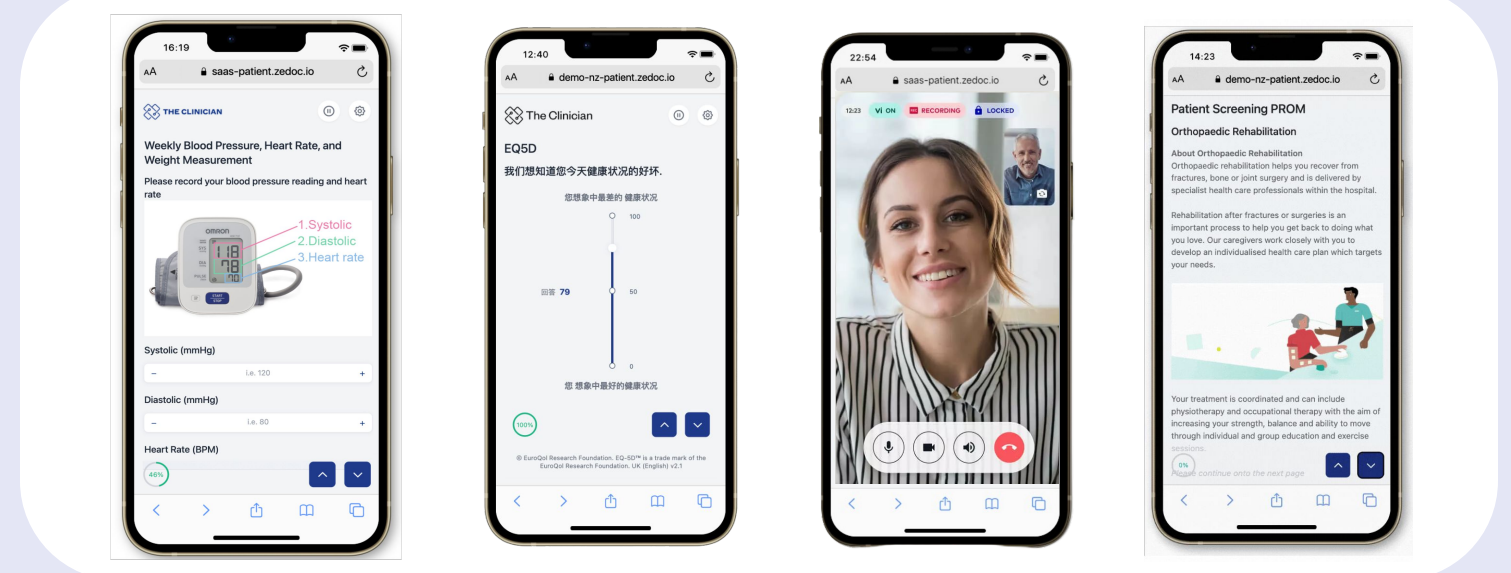 16:19
AA saas-patient.zedoc.io
THE CLINICIAN
Weekly Blood Pressure, Heart Rate, and
Weight Measurement
Please record your blood pressure reading and heart
rate
OMRON
118
78
70
START
STOP
1.Systolic
2.Diastolic
3.Heart rate
Systolic (mmHg)
– i.e. 120 +
Diastolic (mmHg)
– i.e. 80 +
Heart Rate (BPM)
46%
12:40
AA demo-nz-patient.zedoc.io
The Clinician
EQ5D
我们想知道您今天健康状况的好坏.
您想象中最差的 健康状况
100
回答 79
50
0
您 想象中最好的健康状况
100%
© EuroQol Research Foundation. EQ-5D™ is a trade mark of the
EuroQol Research Foundation. UK (English) v2.1
22:54
AA saas-patient.zedoc.io
12:23 Vi ON RECORDING LOCKED
14:23
AA demo-nz-patient.zedoc.io
Patient Screening PROM
Orthopaedic Rehabilitation
About Orthopaedic Rehabilitation
Orthopaedic rehabilitation helps you recover from
fractures, bone or joint surgery and is delivered by
specialist health care professionals within the hospital.
Rehabilitation after fractures or surgeries is an
important process to help you get back to doing what
you love. Our caregivers work closely with you to
develop an individualised health care plan which targets
your needs.
Your treatment is coordinated and can include
physiotherapy and occupational therapy with the aim of
increasing your strength, balance and ability to move
through individual and group education and exercise
sessions.
0%
Please continue onto the next page